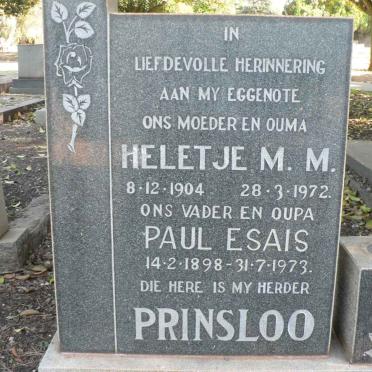 IN
LIEFDEVOLLE HERINNERING
AAN MY EGGENOTE
ONS MOEDER EN OUMA
HELETJE M. M.
8·12·1904 28·3·1972.
ONS VADER EN OUPA
PAUL ESAIS
14·2·1898-31·7·1973.
DIE HERE IS MY HERDER
PRINSLOO